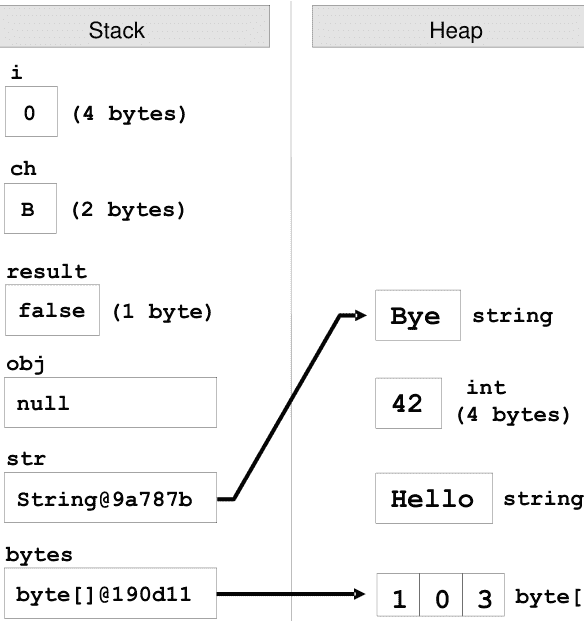 Stack
Heap
i
0 (4 bytes)
ch
B (2 bytes)
result
false (1 byte)
Bye string
obj
null
42 int
(4 bytes)
str
String@9a787b
Hello string
bytes
byte[]@190d11
1 0 3 byte[